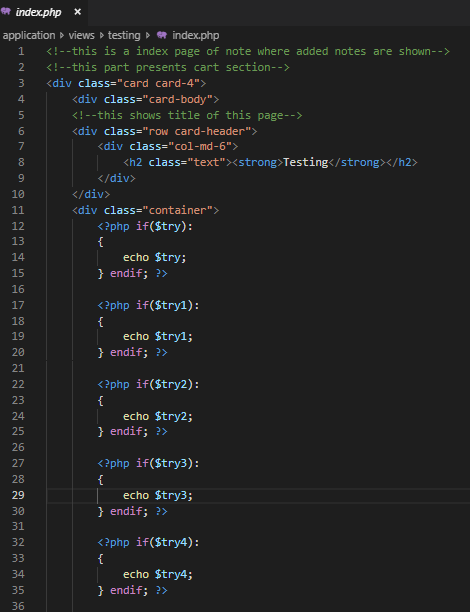 index.php ×
application > views > testing > index.php
1 <!--this is a index page of note where added notes are shown-->
2 <!--this part presents cart section-->
3 <div class="card card-4">
4     <div class="card-body">
5     <!--this shows title of this page-->
6     <div class="row card-header">
7         <div class="col-md-6">
8             <h2 class="text"><strong>Testing</strong></h2>
9         </div>
10     </div>
11     <div class="container">
12         <?php if($try):
13         {
14             echo $try;
15         } endif; ?>
16
17         <?php if($try1):
18         {
19             echo $try1;
20         } endif; ?>
21
22         <?php if($try2):
23         {
24             echo $try2;
25         } endif; ?>
26
27         <?php if($try3):
28         {
29             echo $try3;
30         } endif; ?>
31
32         <?php if($try4):
33         {
34             echo $try4;
35         } endif; ?>
36